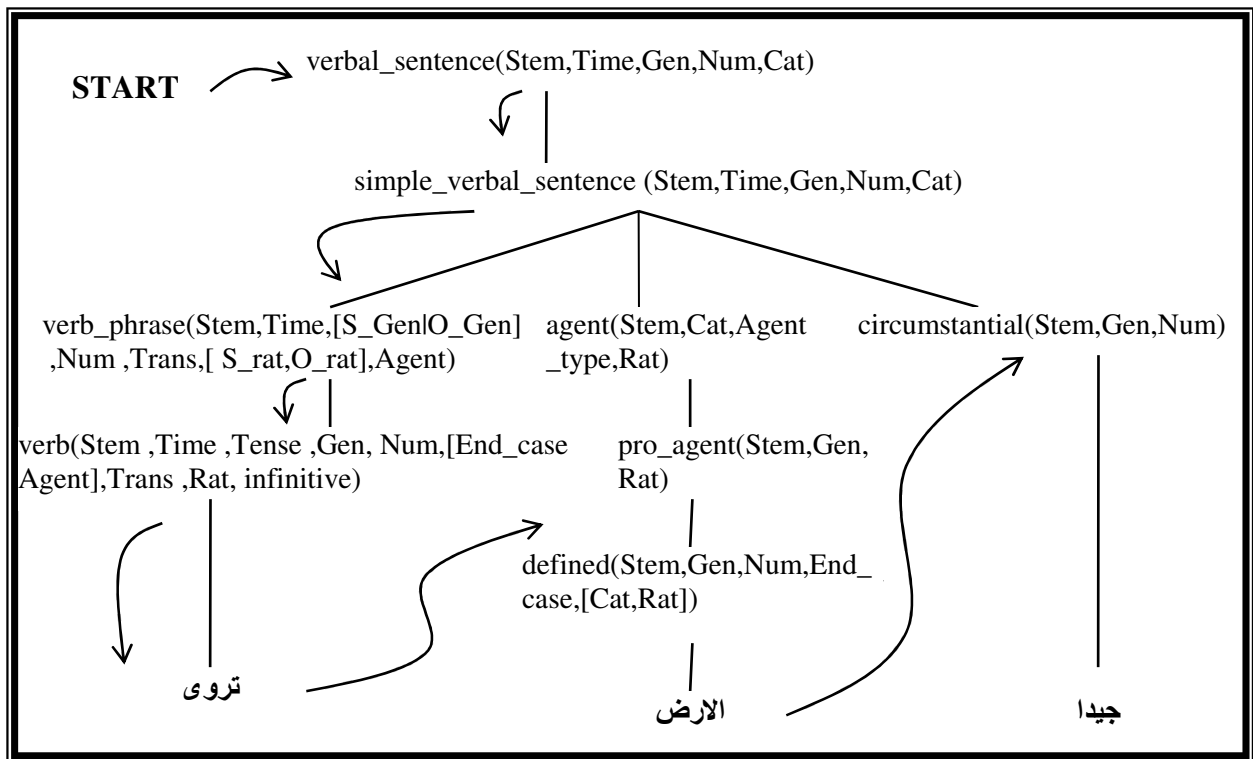 verbal_sentence(Stem,Time,Gen,Num,Cat)
START
simple_verbal_sentence (Stem,Time,Gen,Num,Cat)
verb_phrase(Stem,Time,[S_Gen|O_Gen]
,Num ,Trans,[ S_rat,O_rat],Agent)
agent(Stem,Cat,Agent
_type,Rat)
circumstantial(Stem,Gen,Num)
verb(Stem ,Time ,Tense ,Gen, Num,[End_case
Agent],Trans ,Rat, infinitive)
pro_agent(Stem,Gen,
Rat)
defined(Stem,Gen,Num,End_
case,[Cat,Rat])
تروى
الارض
جيدا